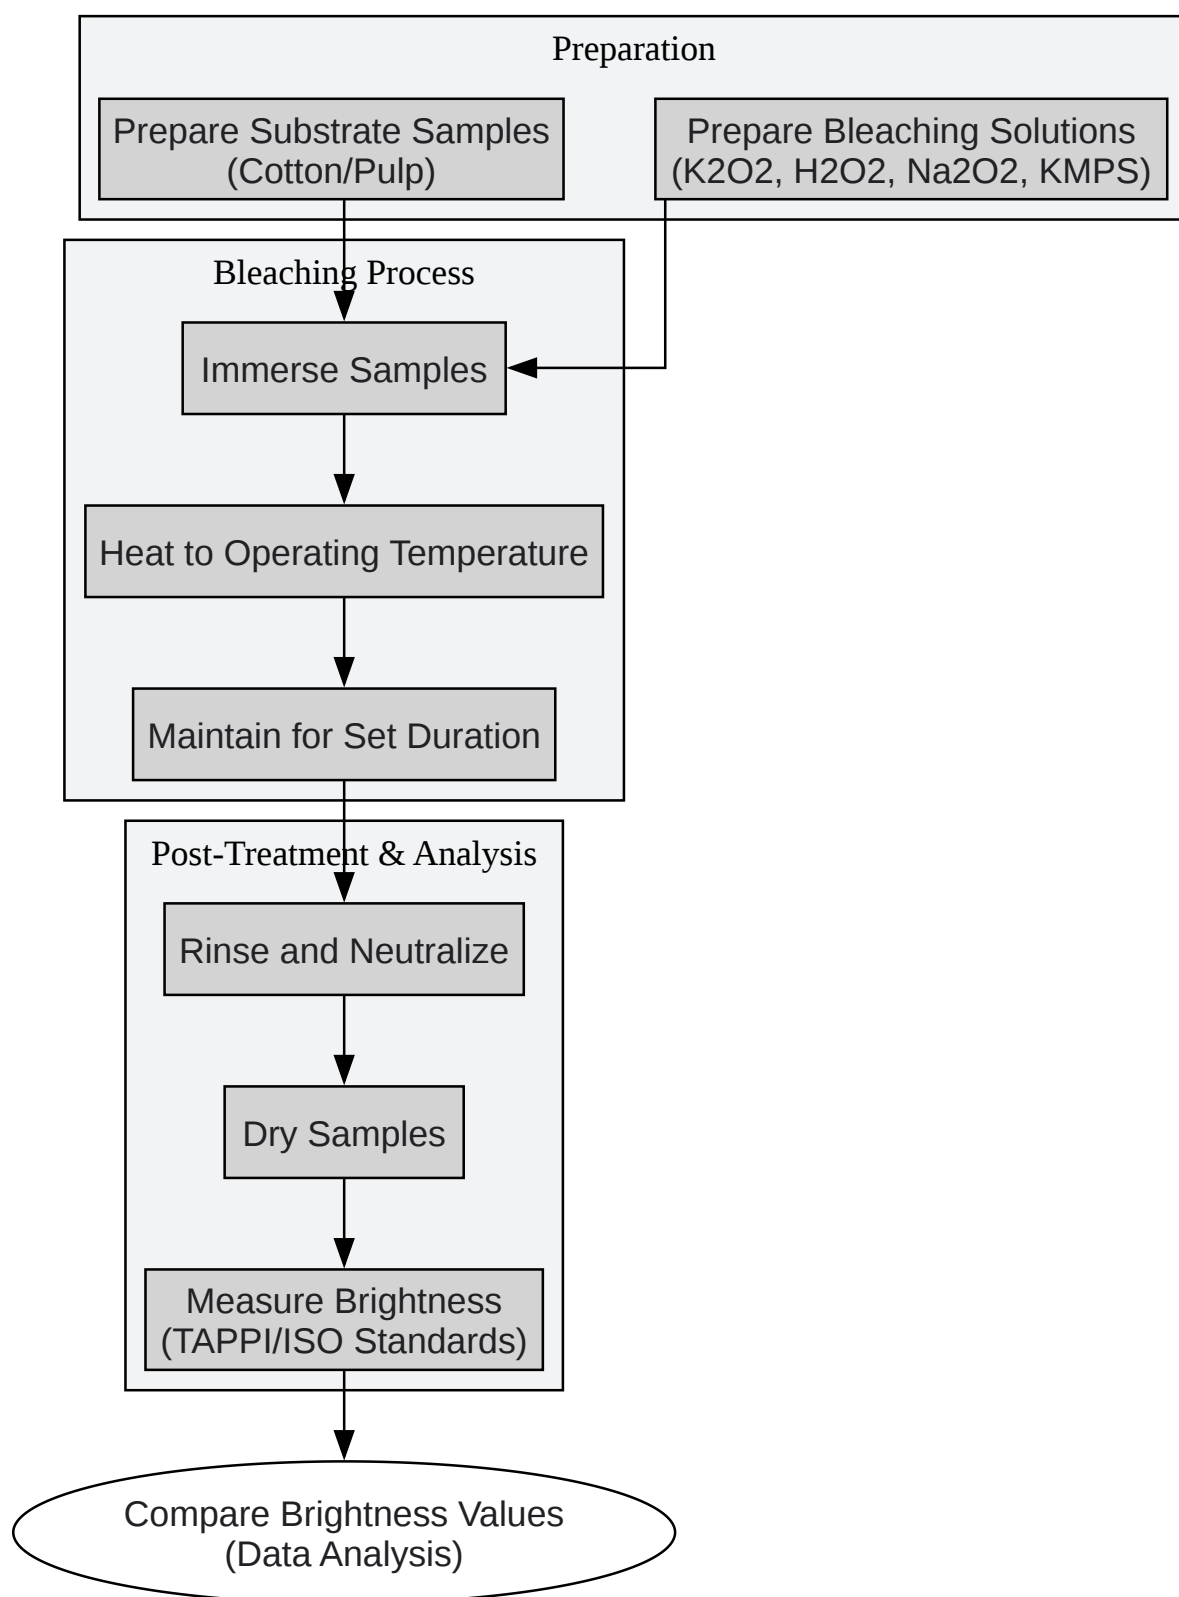 Preparation
Prepare Substrate Samples
(Cotton/Pulp)
Prepare Bleaching Solutions
(K2O2, H2O2, Na2O2, KMPS)
Bleaching Process
Immerse Samples
Heat to Operating Temperature
Maintain for Set Duration
Post-Treatment & Analysis
Rinse and Neutralize
Dry Samples
Measure Brightness
(TAPPI/ISO Standards)
Compare Brightness Values
(Data Analysis)